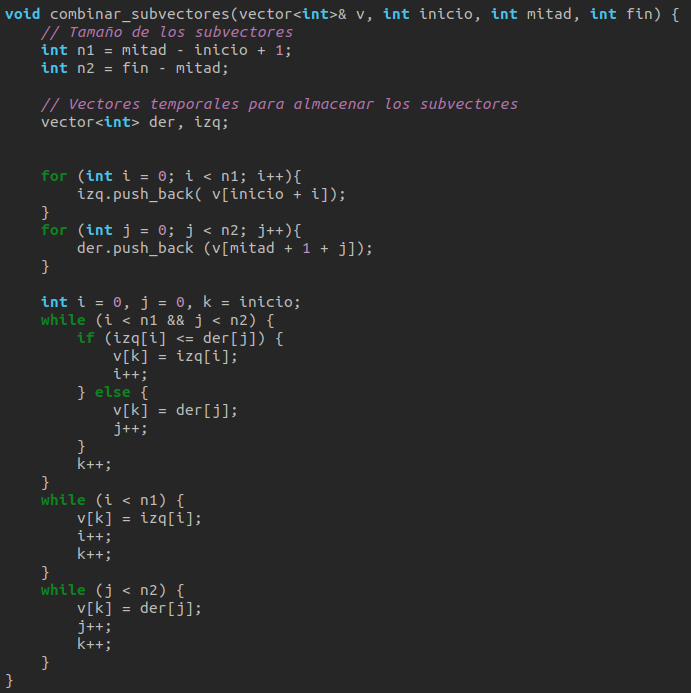 void combinar_subvectores(vector<int>& v, int inicio, int mitad, int fin) {
    // Tamaño de los subvectores
    int n1 = mitad - inicio + 1;
    int n2 = fin - mitad;

    // Vectores temporales para almacenar los subvectores
    vector<int> der, izq;


    for (int i = 0; i < n1; i++){
        izq.push_back( v[inicio + i]);
    }
    for (int j = 0; j < n2; j++){
        der.push_back (v[mitad + 1 + j]);
    }

    int i = 0, j = 0, k = inicio;
    while (i < n1 && j < n2) {
        if (izq[i] <= der[j]) {
            v[k] = izq[i];
            i++;
        } else {
            v[k] = der[j];
            j++;
        }
        k++;
    }
    while (i < n1) {
        v[k] = izq[i];
        i++;
        k++;
    }
    while (j < n2) {
        v[k] = der[j];
        j++;
        k++;
    }
}